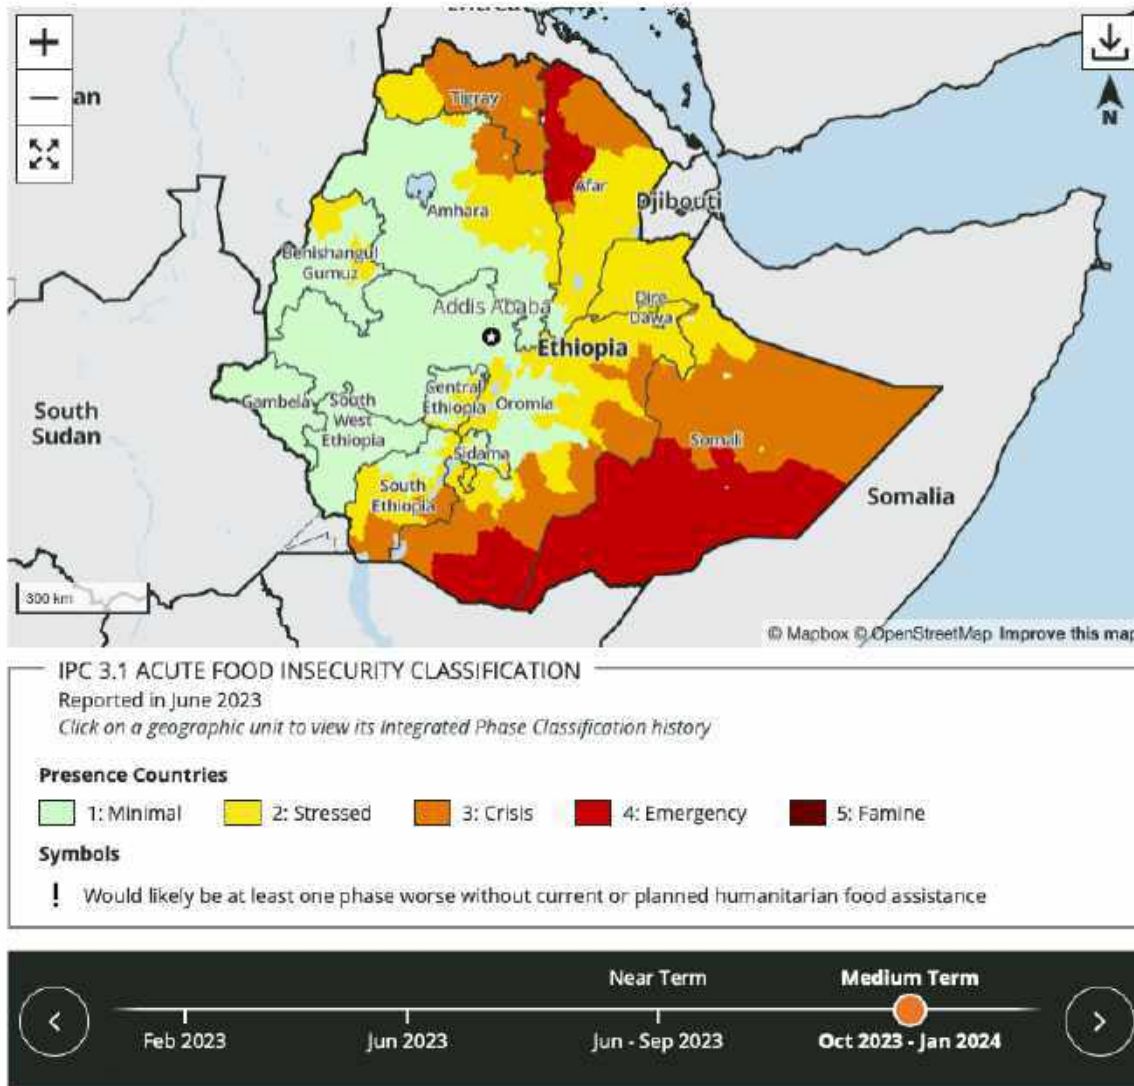 +
−
an
N
Tigray
Afar
Djibouti
Amhara
Benishangul
Gumuz
Addis Ababa
Dire
Dawa
Ethiopia
Gambela
South
West
Ethiopia
Central
Ethiopia
Oromia
South
Sudan
Sidama
Somali
South
Ethiopia
Somalia
300 km
© Mapbox © OpenStreetMap Improve this map
IPC 3.1 ACUTE FOOD INSECURITY CLASSIFICATION
Reported in June 2023
Click on a geographic unit to view its Integrated Phase Classification history
Presence Countries
1: Minimal 2: Stressed 3: Crisis 4: Emergency 5: Famine
Symbols
! Would likely be at least one phase worse without current or planned humanitarian food assistance
Near Term Medium Term
Feb 2023 Jun 2023 Jun - Sep 2023 Oct 2023 - Jan 2024